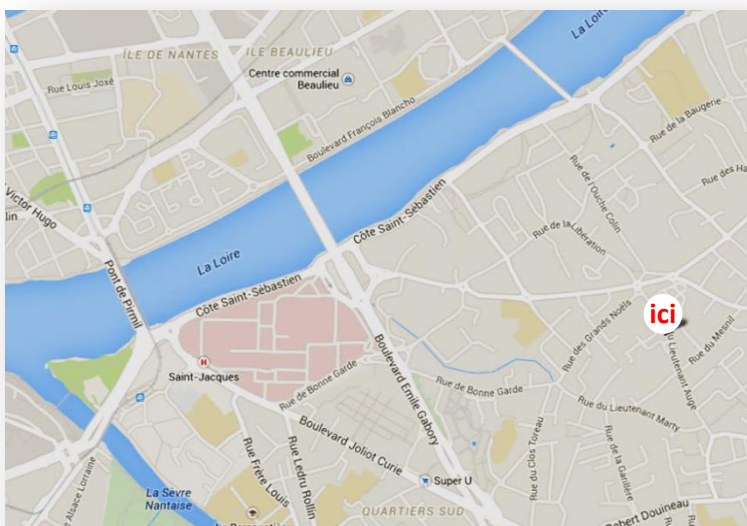 La Loire
ÎLE DE NANTES
ILE BEAULIEU
Centre commercial
Beaulieu
Rue Louis Joxé
Boulevard François Blancho
Rue de la Baugerie
Rue des Ha
Rue de l'Ouche Colin
Victor Hugo
lin
Côte Saint-Sébastien
Rue de la Libération
La Loire
Pont de Pirmil
Côte Saint-Sébastien
ici
Rue des Grands Noëls
Rue du Mesnil
u Lieutenant Auge
H
Saint-Jacques
Boulevard Emile Gabory
Rue de Bonne Garde
Rue de Bonne Garde
Rue du Lieutenant Marty
Boulevard Joliot Curie
Rue du Clos Toreau
Rue Ledru Rollin
Rue Frère Louis
Rue de la Garillère
e Alsace Lorraine
Super U
La Sèvre
Nantaise
QUARTIERS SUD
Robert Douineau